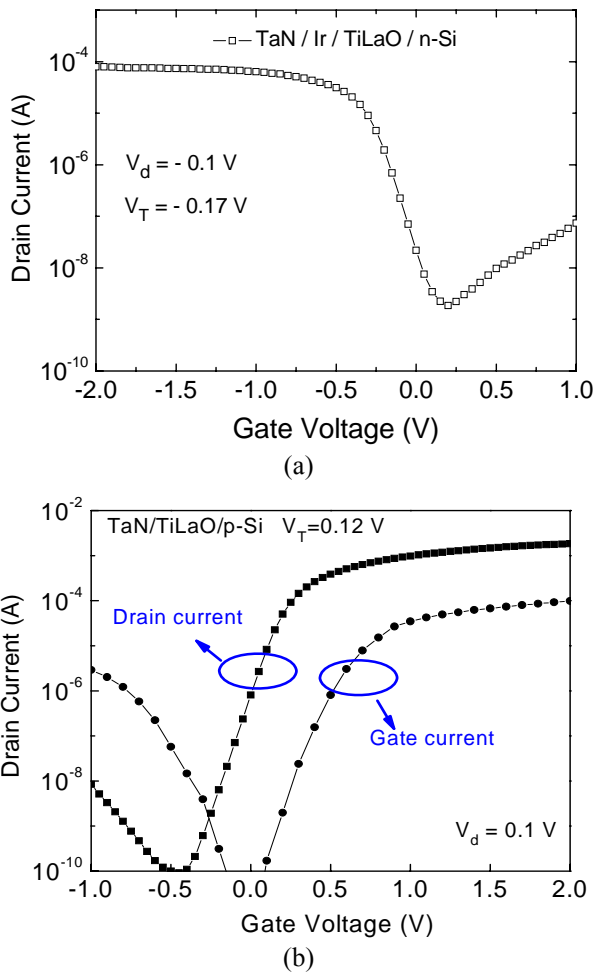 TaN / Ir / TiLaO / n-Si
10^-4
10^-6
10^-8
10^-10
Drain Current (A)
V_d = - 0.1 V
V_T = - 0.17 V
-2.0 -1.5 -1.0 -0.5 0.0 0.5 1.0
Gate Voltage (V)
(a)
TaN/TiLaO/p-Si V_T=0.12 V
10^-2
10^-4
10^-6
10^-8
10^-10
Drain Current (A)
Drain current
Gate current
V_d = 0.1 V
-1.0 -0.5 0.0 0.5 1.0 1.5 2.0
Gate Voltage (V)
(b)